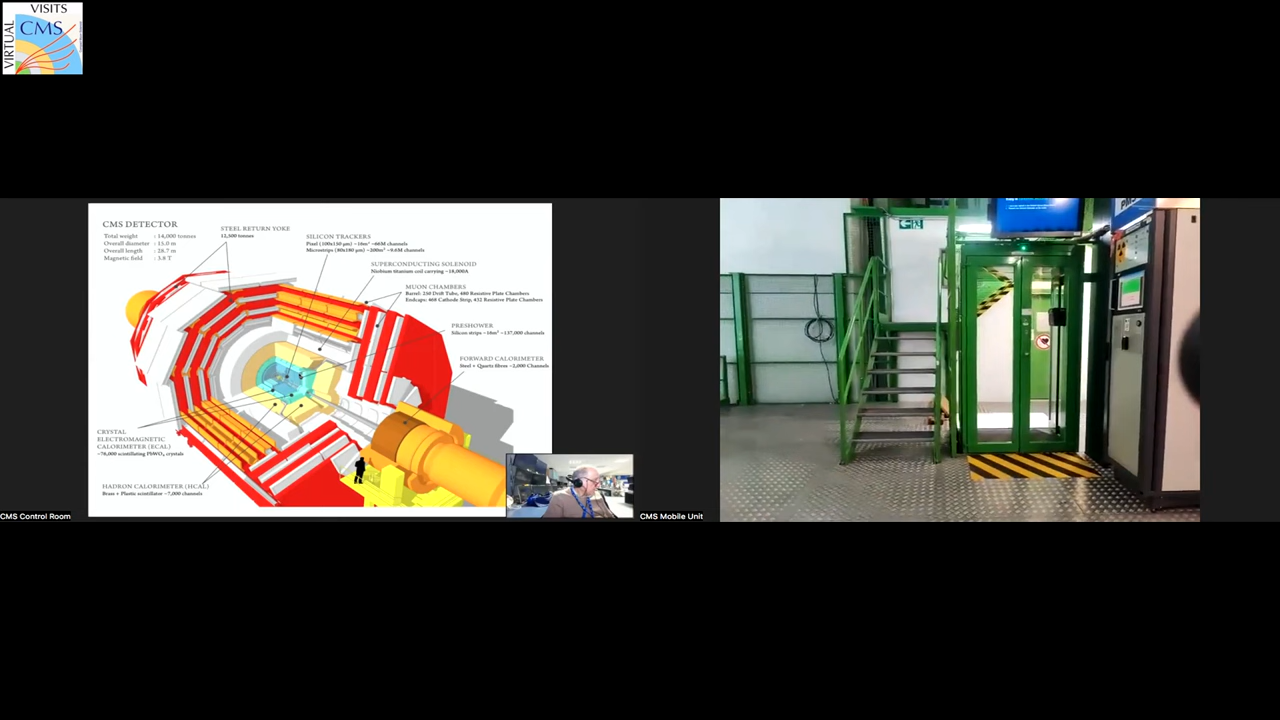 VISITS
CMS
VIRTUAL
CMS DETECTOR
Total weight : 14,000 tonnes
Overall diameter : 15.0 m
Overall length : 28.7 m
Magnetic field : 3.8 T
STEEL RETURN YOKE
12,500 tonnes
SILICON TRACKERS
Pixel (100x150 μm) ~16m² ~66M channels
Microstrips (80x180 μm) ~200m² ~9.6M channels
SUPERCONDUCTING SOLENOID
Niobium titanium coil carrying ~18,000A
MUON CHAMBERS
Barrel: 250 Drift Tube, 480 Resistive Plate Chambers
Endcaps: 468 Cathode Strip, 432 Resistive Plate Chambers
PRESHOWER
Silicon strips ~16m² ~137,000 channels
FORWARD CALORIMETER
Steel + Quartz fibres ~2,000 Channels
CRYSTAL
ELECTROMAGNETIC
CALORIMETER (ECAL)
~76,000 scintillating PbWO₄ crystals
HADRON CALORIMETER (HCAL)
Brass + Plastic scintillator ~7,000 channels
CMS Control Room
CMS Mobile Unit